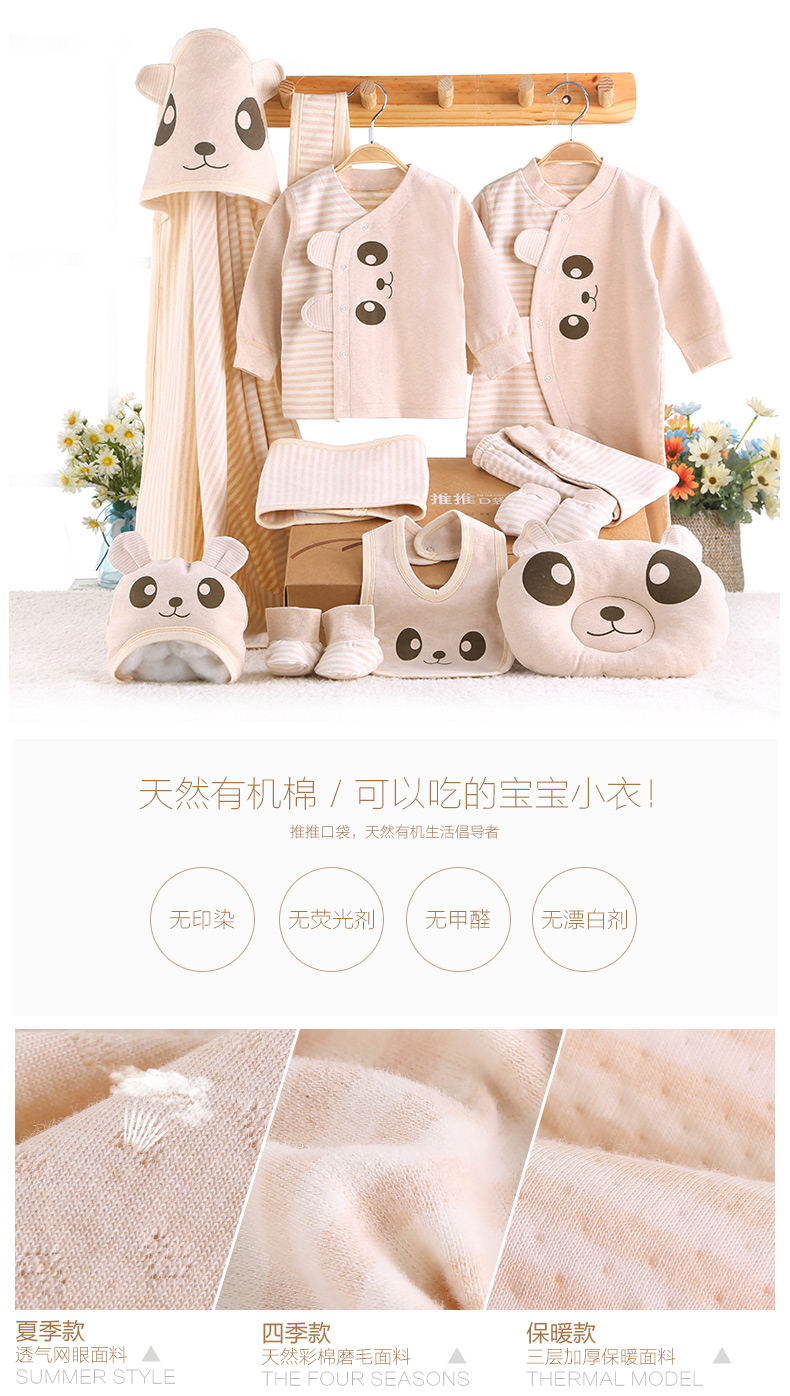 推推口袋
天然有机棉 / 可以吃的宝宝小衣!
推推口袋，天然有机生活倡导者
无印染
无荧光剂
无甲醛
无漂白剂
夏季款
透气网眼面料
SUMMER STYLE
四季款
天然彩棉磨毛面料
THE FOUR SEASONS
保暖款
三层加厚保暖面料
THERMAL MODEL